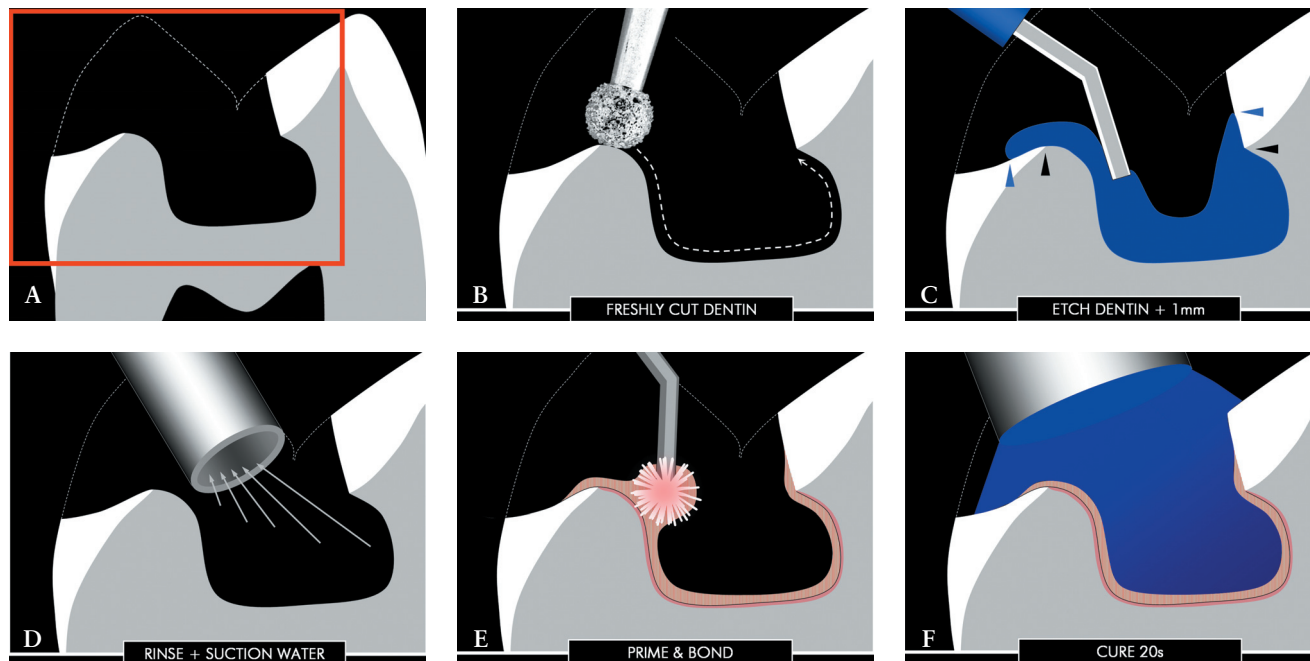 A
B
FRESHLY CUT DENTIN
C
ETCH DENTIN + 1mm
D
RINSE + SUCTION WATER
E
PRIME & BOND
F
CURE 20s